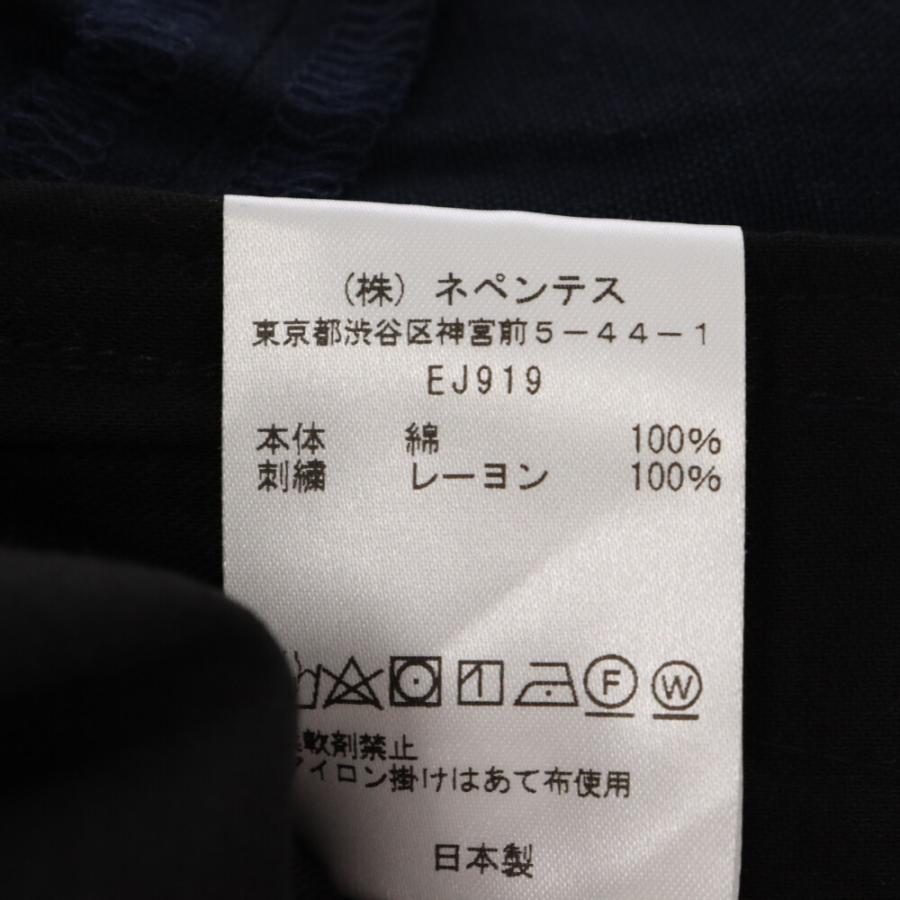 (株) ネペンテス
東京都渋谷区神宮前5-44-1
EJ919
本体 綿 100%
刺繍 レーヨン 100%
F W
軟剤禁止
アイロン掛けはあて布使用
日本製